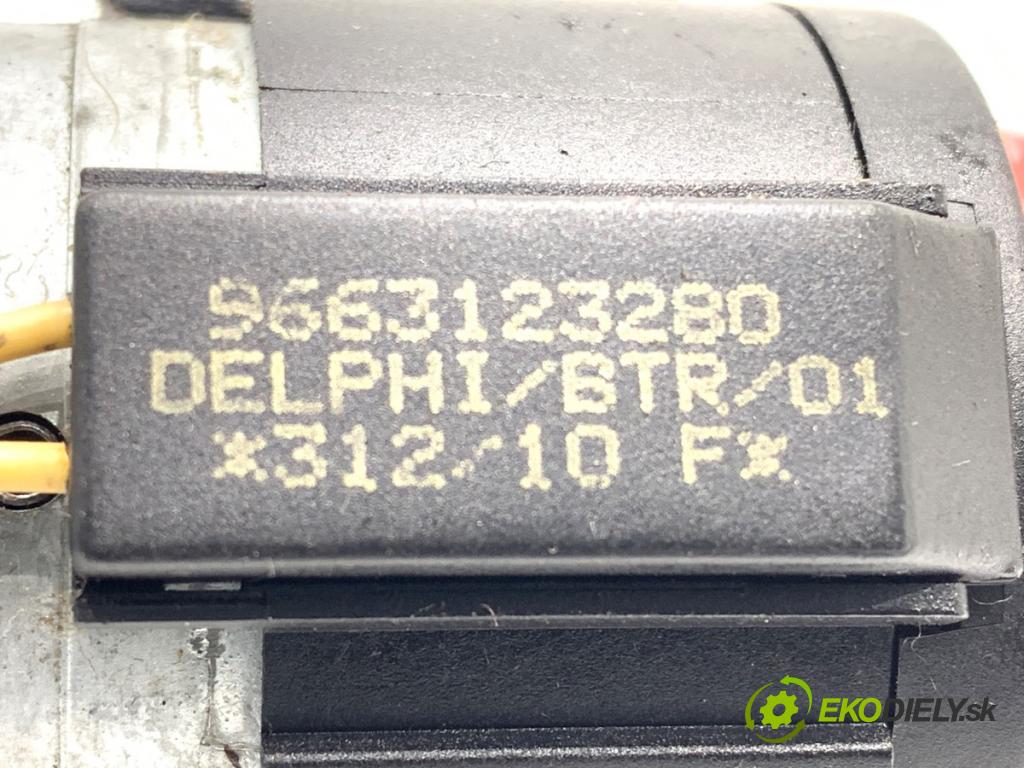 9663123280
DELPHI/BTR/01
*312/10 F*
EKODIELY.sk